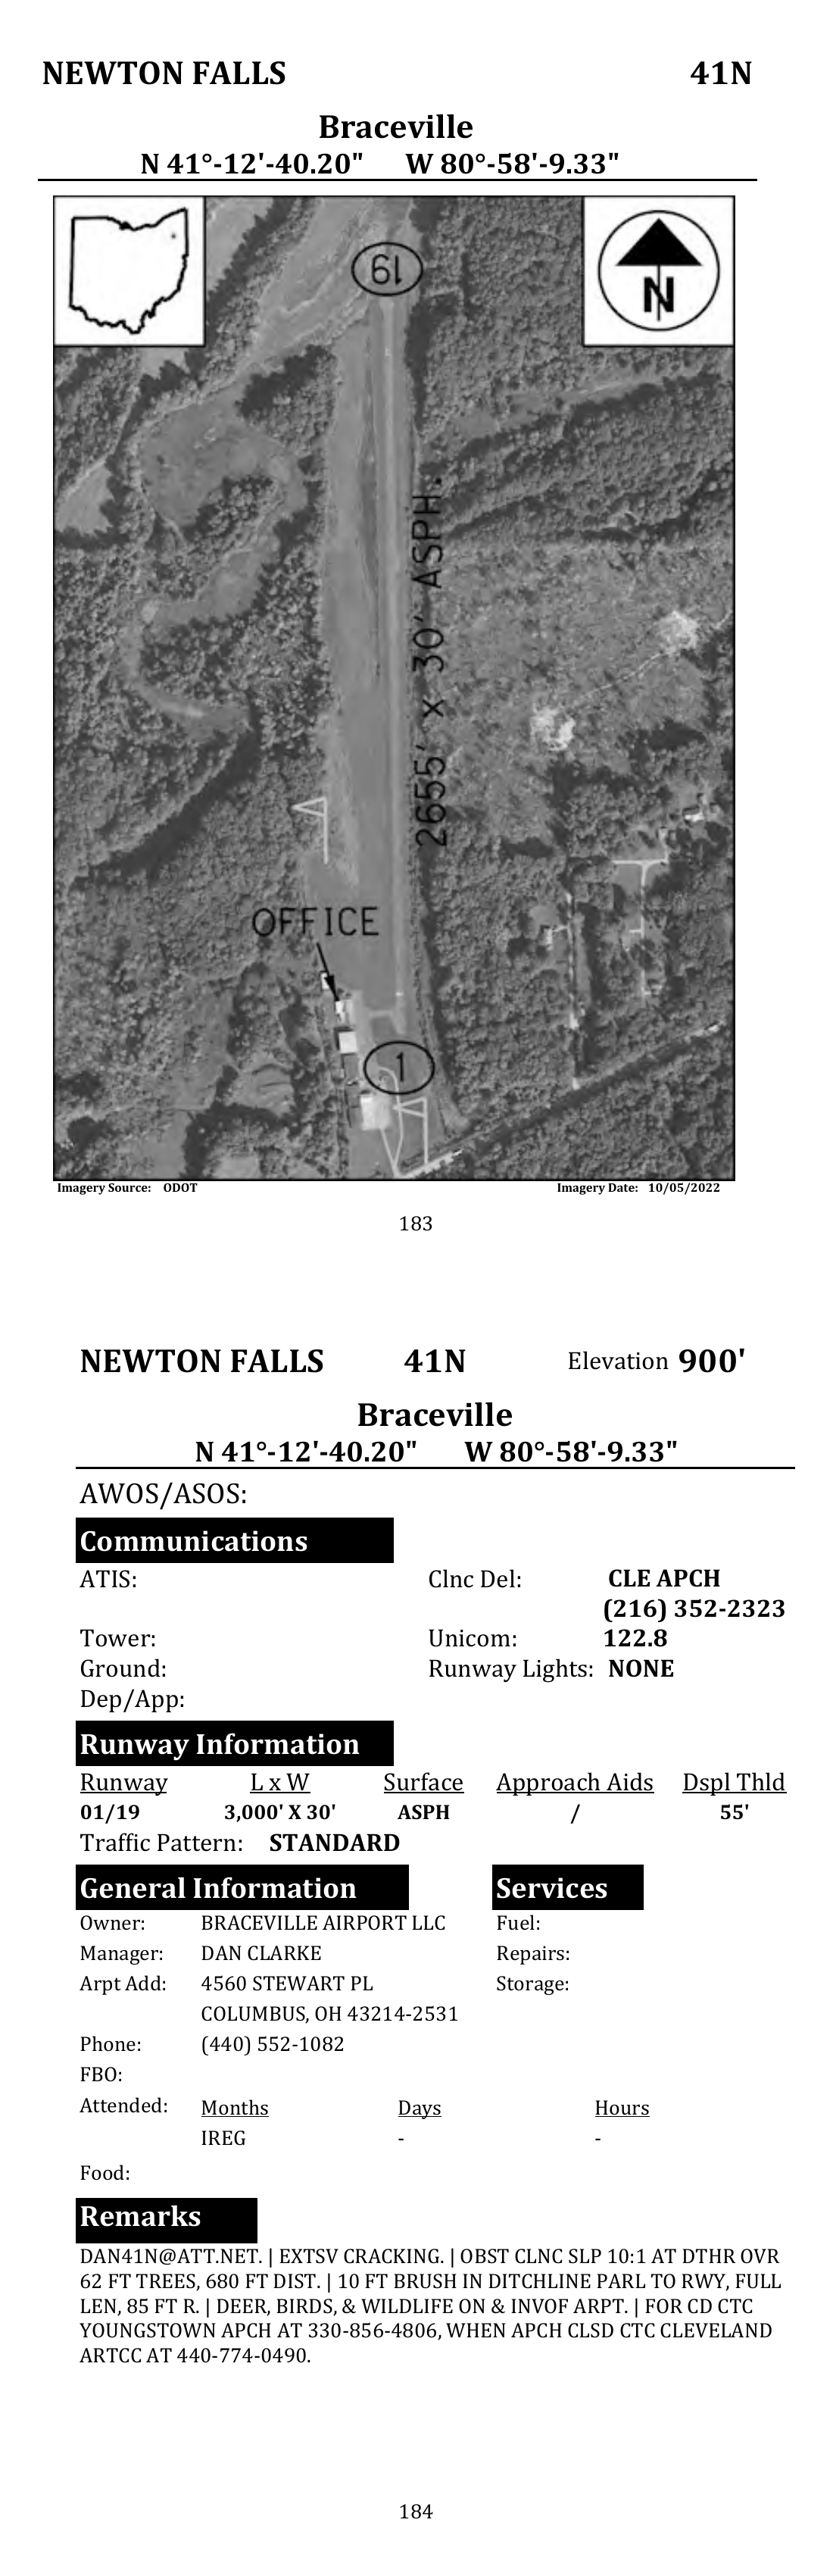 NEWTON FALLS 41N
Braceville
N 41°-12'-40.20" W 80°-58'-9.33"
19
N
2655' x 30' ASPH.
OFFICE
1
Imagery Source: ODOT Imagery Date: 10/05/2022
183
NEWTON FALLS 41N Elevation 900'
Braceville
N 41°-12'-40.20" W 80°-58'-9.33"
AWOS/ASOS:
Communications
ATIS: Clnc Del: CLE APCH
(216) 352-2323
Tower: Unicom: 122.8
Ground: Runway Lights: NONE
Dep/App:
Runway Information
Runway L x W Surface Approach Aids Dspl Thld
01/19 3,000' X 30' ASPH / 55'
Traffic Pattern: STANDARD
General Information Services
Owner: BRACEVILLE AIRPORT LLC Fuel:
Manager: DAN CLARKE Repairs:
Arpt Add: 4560 STEWART PL Storage:
COLUMBUS, OH 43214-2531
Phone: (440) 552-1082
FBO:
Attended: Months Days Hours
IREG - -
Food:
Remarks
DAN41N@ATT.NET. | EXTSV CRACKING. | OBST CLNC SLP 10:1 AT DTHR OVR
62 FT TREES, 680 FT DIST. | 10 FT BRUSH IN DITCHLINE PARL TO RWY, FULL
LEN, 85 FT R. | DEER, BIRDS, & WILDLIFE ON & INVOF ARPT. | FOR CD CTC
YOUNGSTOWN APCH AT 330-856-4806, WHEN APCH CLSD CTC CLEVELAND
ARTCC AT 440-774-0490.
184